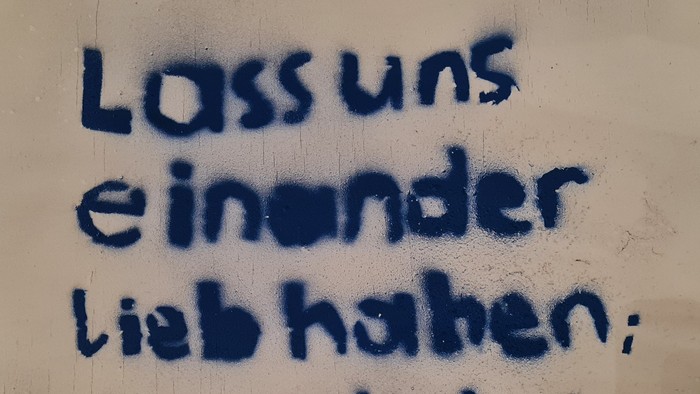 Lass uns
einander
lieb haben;